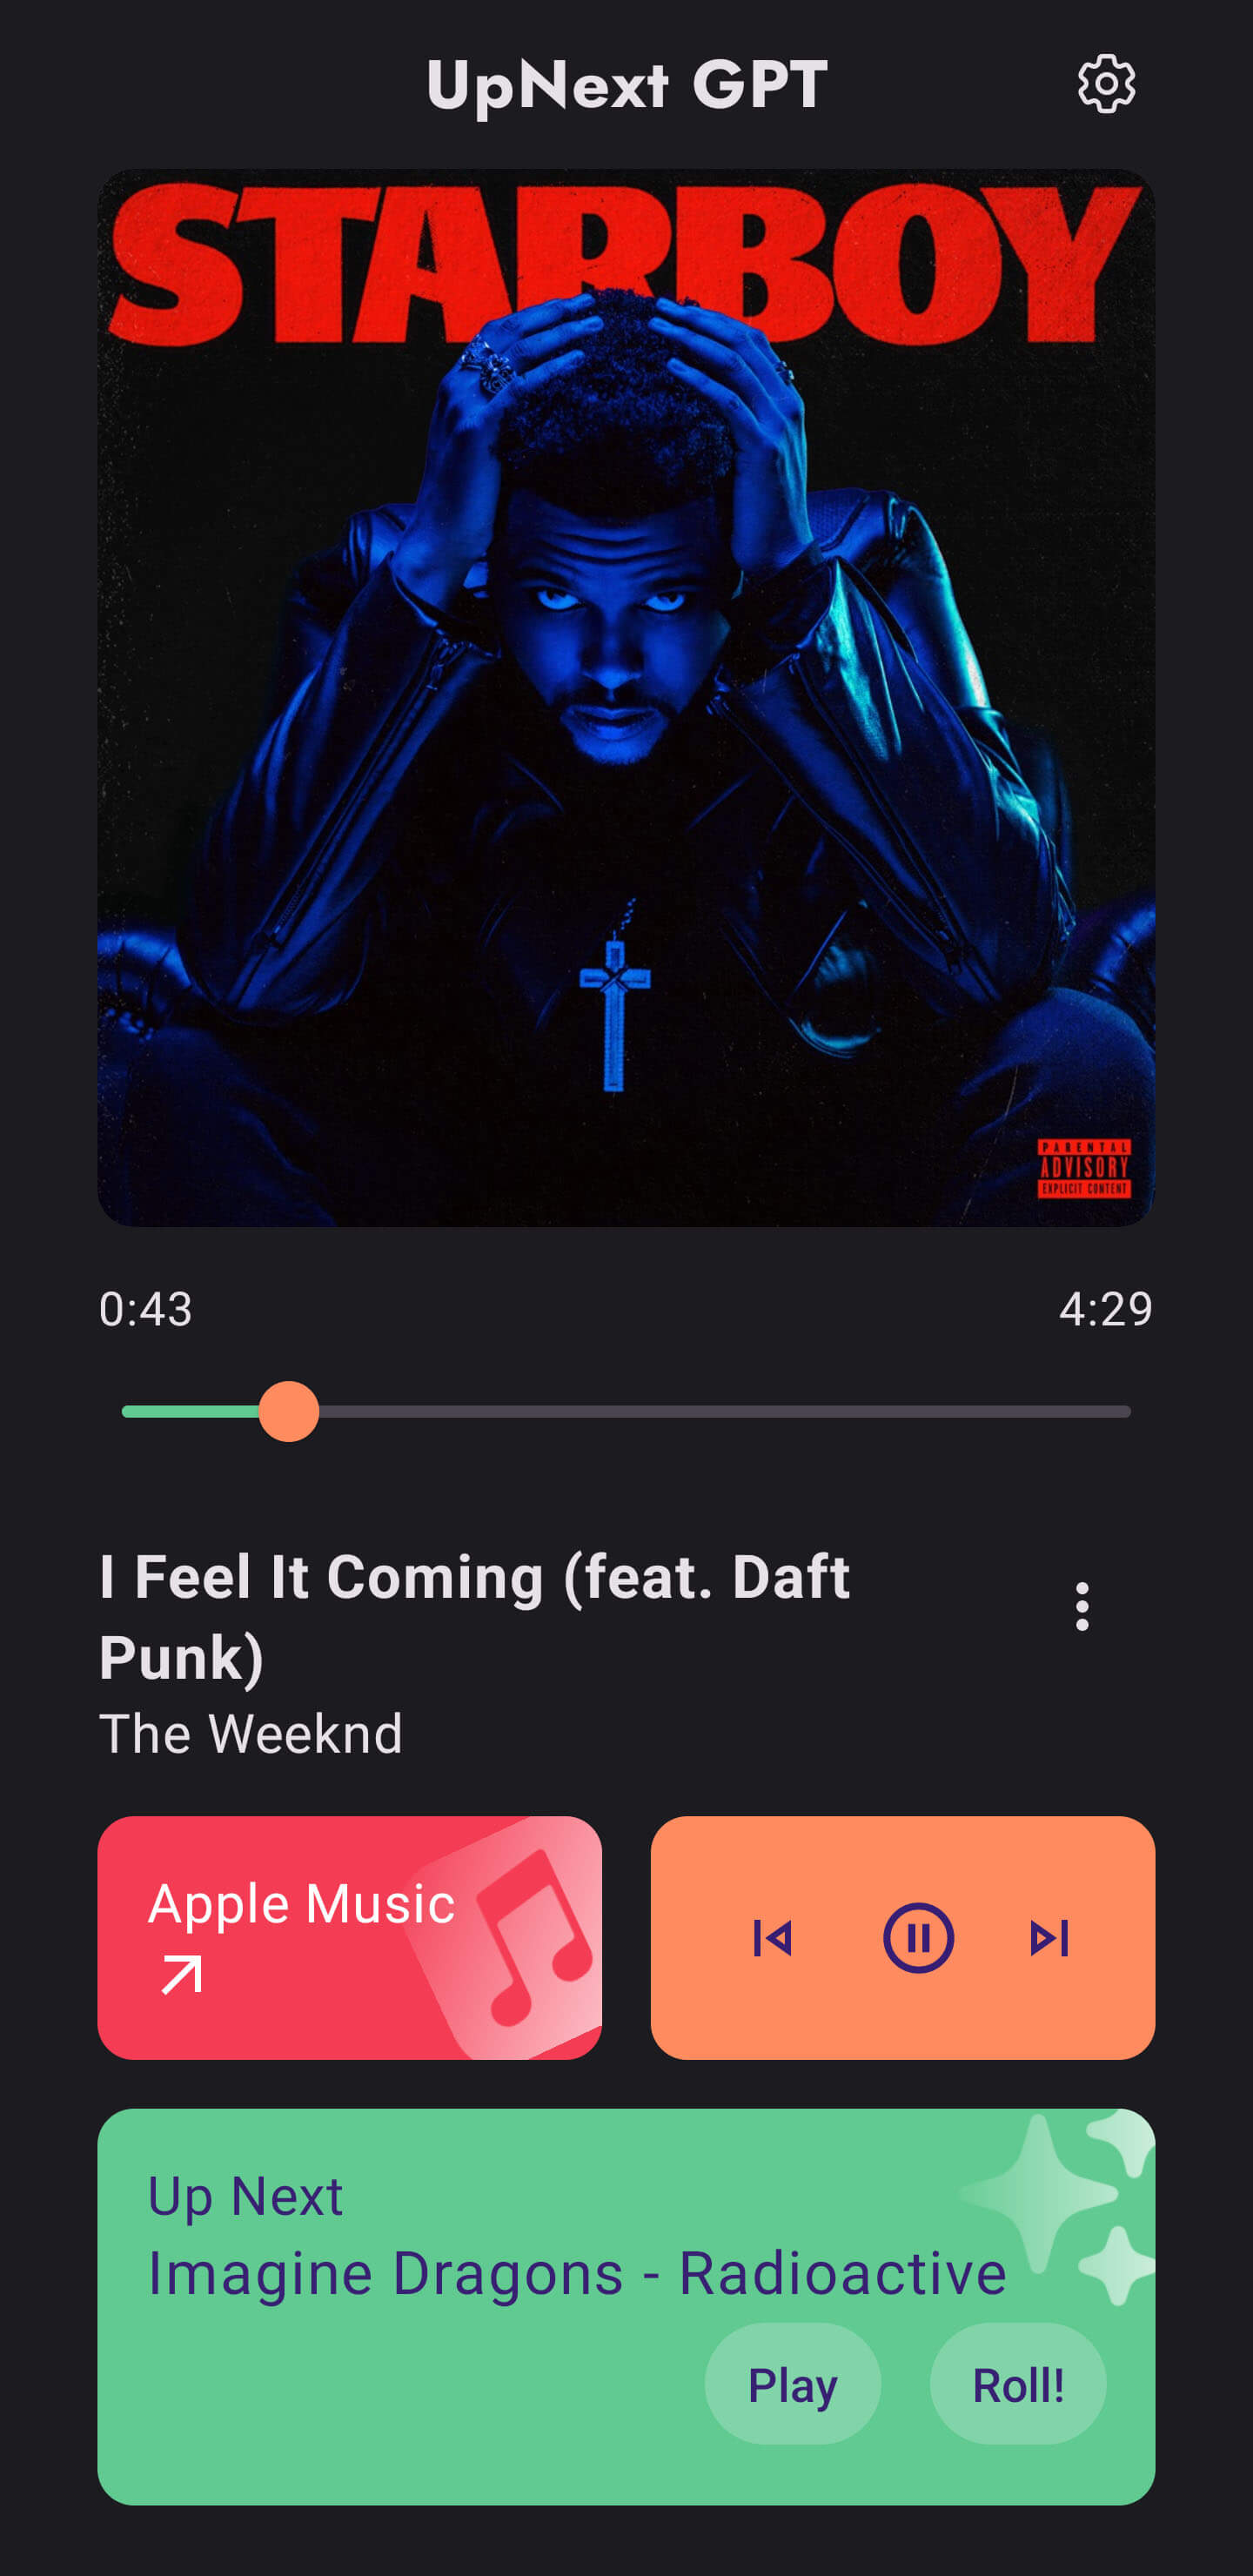 UpNext GPT
STARBOY
PARENTAL
ADVISORY
EXPLICIT CONTENT
0:43
4:29
I Feel It Coming (feat. Daft
Punk)
The Weeknd
Apple Music
Up Next
Imagine Dragons - Radioactive
Play
Roll!